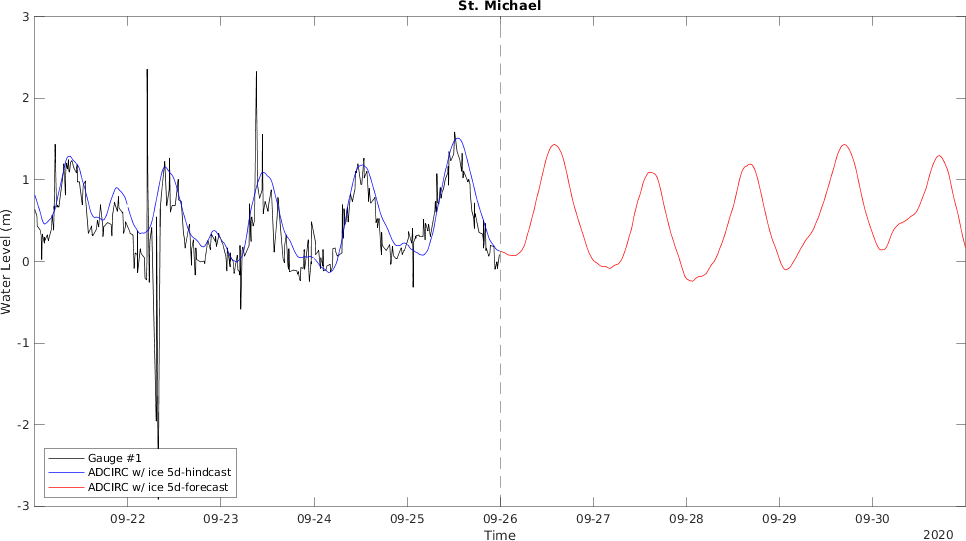 St. Michael
3
2
1
0
-1
-2
-3
Water Level (m)
Gauge #1
ADCIRC w/ ice 5d-hindcast
ADCIRC w/ ice 5d-forecast
09-22
09-23
09-24
09-25
09-26
09-27
09-28
09-29
09-30
Time
2020